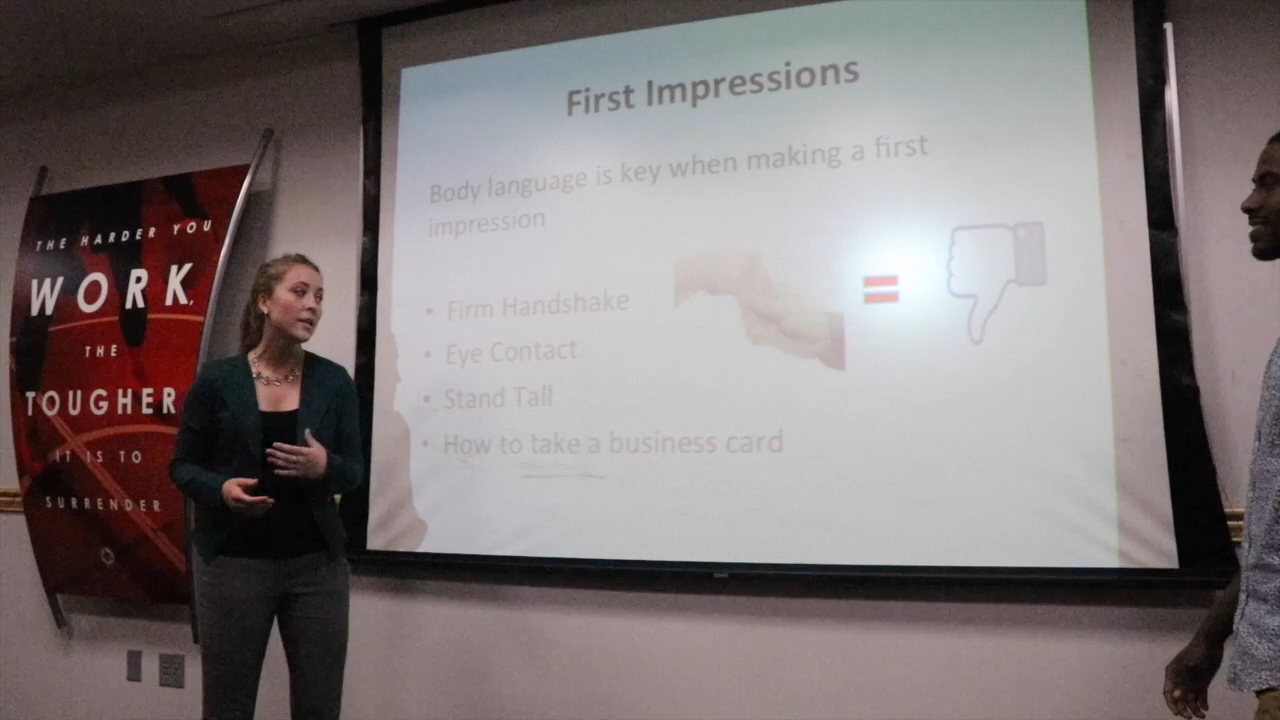 THE HARDER YOU
WORK,
THE
TOUGHER
IT IS TO
SURRENDER
First Impressions
Body language is key when making a first
impression
• Firm Handshake
• Eye Contact
• Stand Tall
• How to take a business card